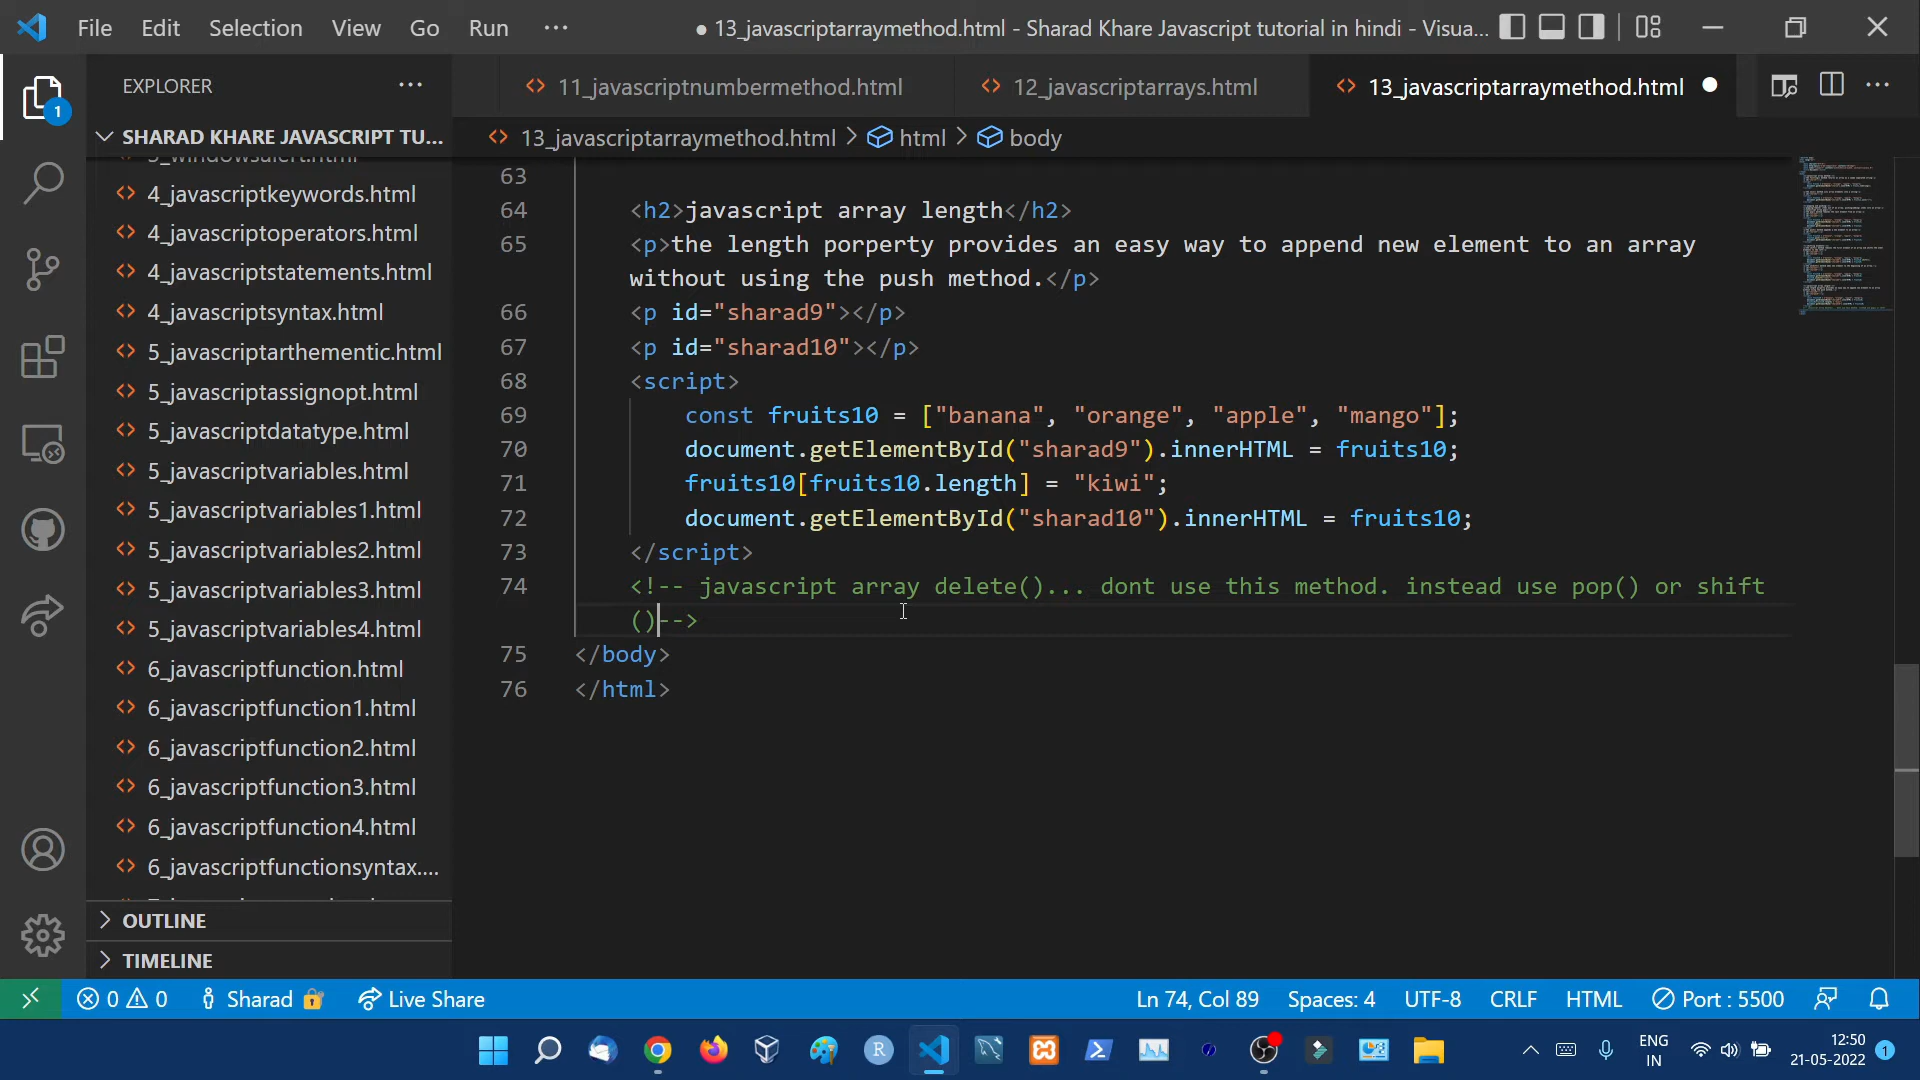 File Edit Selection View Go Run ··· ● 13_javascriptarraymethod.html - Sharad Khare Javascript tutorial in hindi - Visua...
EXPLORER ···
1
SHARAD KHARE JAVASCRIPT TU...
4_javascriptkeywords.html
4_javascriptoperators.html
4_javascriptstatements.html
4_javascriptsyntax.html
5_javascriptarthementic.html
5_javascriptassignopt.html
5_javascriptdatatype.html
5_javascriptvariables.html
5_javascriptvariables1.html
5_javascriptvariables2.html
5_javascriptvariables3.html
5_javascriptvariables4.html
6_javascriptfunction.html
6_javascriptfunction1.html
6_javascriptfunction2.html
6_javascriptfunction3.html
6_javascriptfunction4.html
6_javascriptfunctionsyntax....
OUTLINE
TIMELINE
11_javascriptnumbermethod.html 12_javascriptarrays.html 13_javascriptarraymethod.html
13_javascriptarraymethod.html > html > body
63
64 <h2>javascript array length</h2>
65 <p>the length porperty provides an easy way to append new element to an array
without using the push method.</p>
66 <p id="sharad9"></p>
67 <p id="sharad10"></p>
68 <script>
69 const fruits10 = ["banana", "orange", "apple", "mango"];
70 document.getElementById("sharad9").innerHTML = fruits10;
71 fruits10[fruits10.length] = "kiwi";
72 document.getElementById("sharad10").innerHTML = fruits10;
73 </script>
74 <!-- javascript array delete()... dont use this method. instead use pop() or shift
()-->
75 </body>
76 </html>
0 0 Sharad Live Share Ln 74, Col 89 Spaces: 4 UTF-8 CRLF HTML Port : 5500
R
ENG
IN
12:50
21-05-2022
1